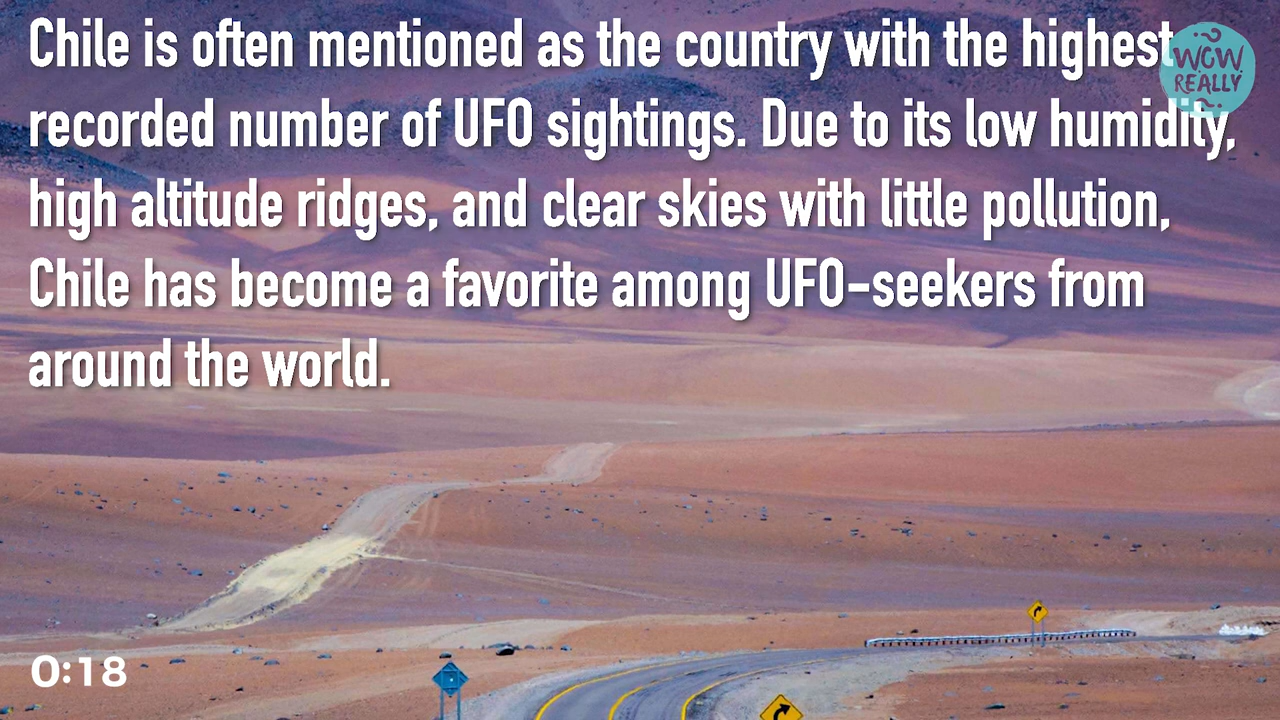 Chile is often mentioned as the country with the highest
WOW
REALLY
recorded number of UFO sightings. Due to its low humidity,
high altitude ridges, and clear skies with little pollution,
Chile has become a favorite among UFO-seekers from
around the world.
0:18